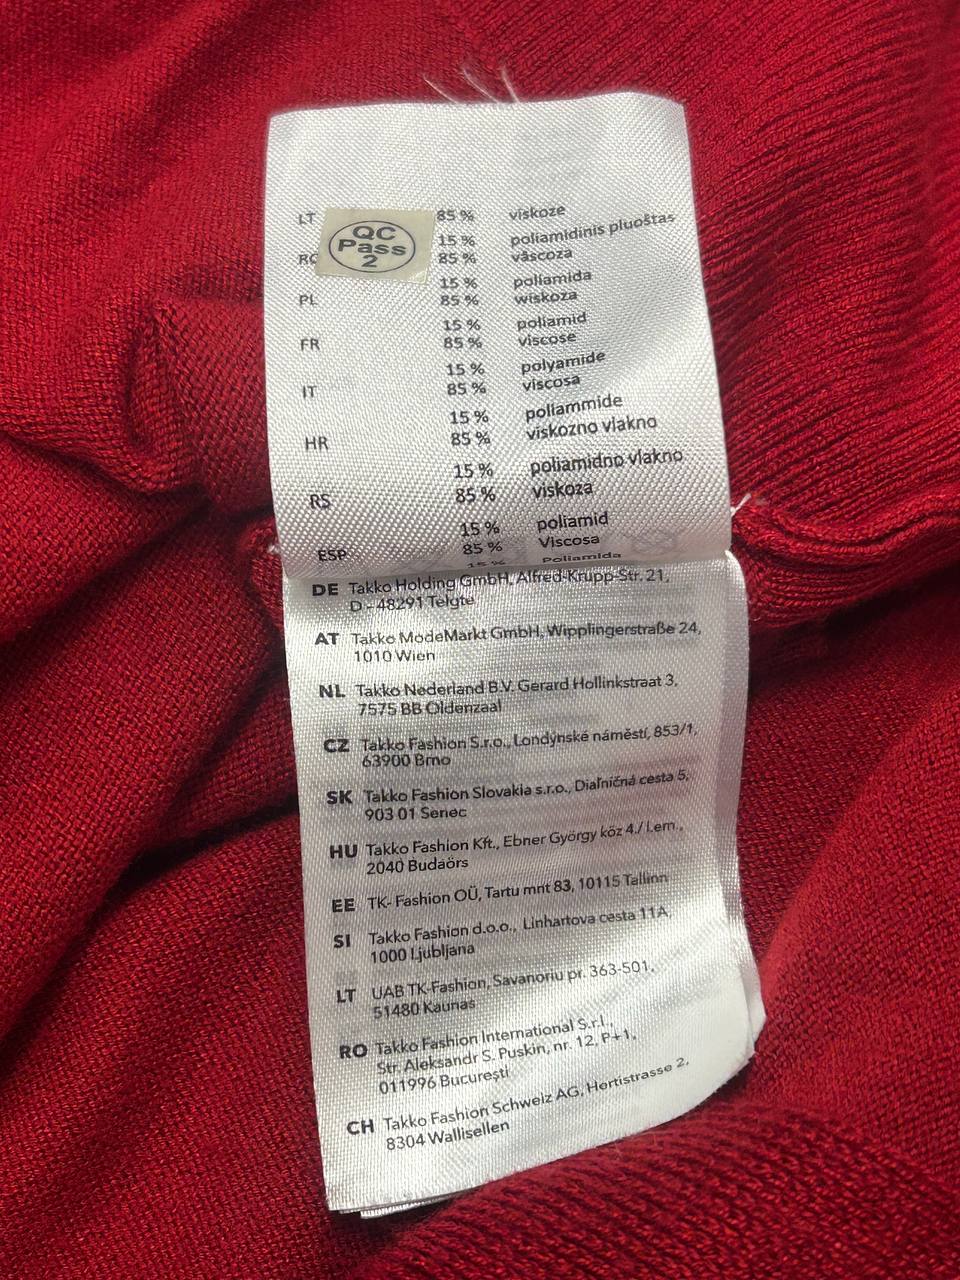 LT 85 % viskoze
QC
Pass
2
15 % poliamidinis pluoštas
RO 85 % vâscoza
15 % poliamida
PL 85 % wiskoza
15 % poliamid
FR 85 % viscose
15 % polyamide
IT 85 % viscosa
15 % poliammide
HR 85 % viskozno vlakno
15 % poliamidno vlakno
RS 85 % viskoza
15 % poliamid
ESP 85 % Viscosa
15 % Poliamida
DE Takko Holding GmbH, Alfred-Krupp-Str. 21,
D - 48291 Telgte
AT Takko ModeMarkt GmbH, Wipplingerstraße 24,
1010 Wien
NL Takko Nederland B.V. Gerard Hollinkstraat 3,
7575 BB Oldenzaal
CZ Takko Fashion S.r.o., Londýnské náměstí, 853/1,
63900 Brno
SK Takko Fashion Slovakia s.r.o., Diaľničná cesta 5,
903 01 Senec
HU Takko Fashion Kft., Ebner György köz 4./ Lem.,
2040 Budaörs
EE TK- Fashion OÜ, Tartu mnt 83, 10115 Tallinn
SI Takko Fashion d.o.o., Linhartova cesta 11A,
1000 Ljubljana
LT UAB TK-Fashion, Savanoriu pr. 363-501,
51480 Kaunas
RO Takko Fashion International S.r.l.,
Str. Aleksandr S. Puskin, nr. 12, P+1,
011996 București
CH Takko Fashion Schweiz AG, Hertistrasse 2,
8304 Wallisellen